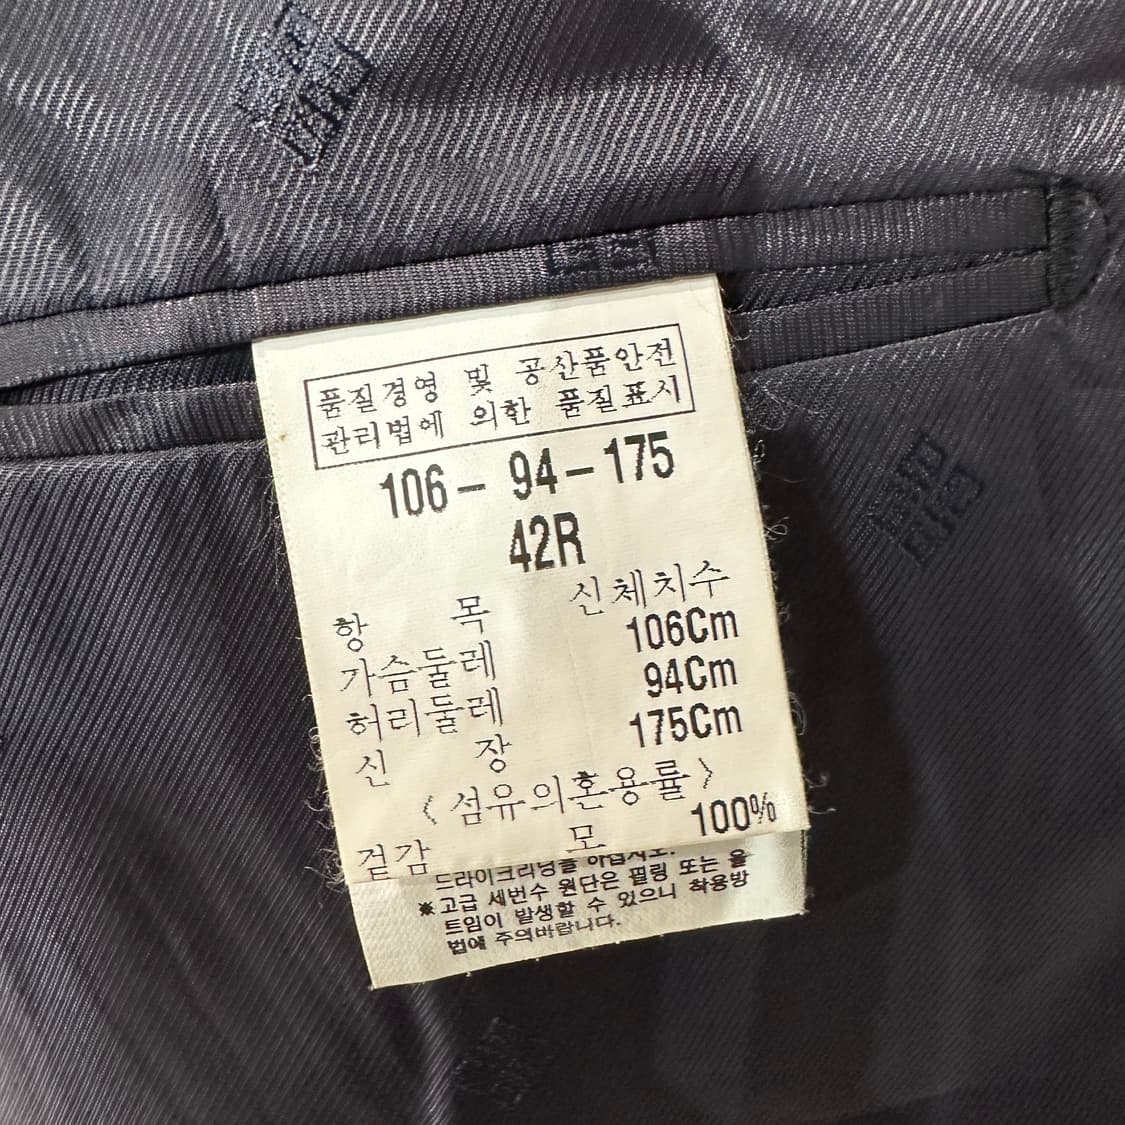 품질경영 및 공산품안전
관리법에 의한 품질표시
106- 94-175
42R
항 목 신체치수
가슴둘레 106Cm
허리둘레 94Cm
신 장 175Cm
〈섬유의혼용률〉
겉감 모 100%
드라이크리닝을 하십시오.
※고급 세번수 원단은 필링 또는 올
트임이 발생할 수 있으니 착용방
법에 주의바랍니다.